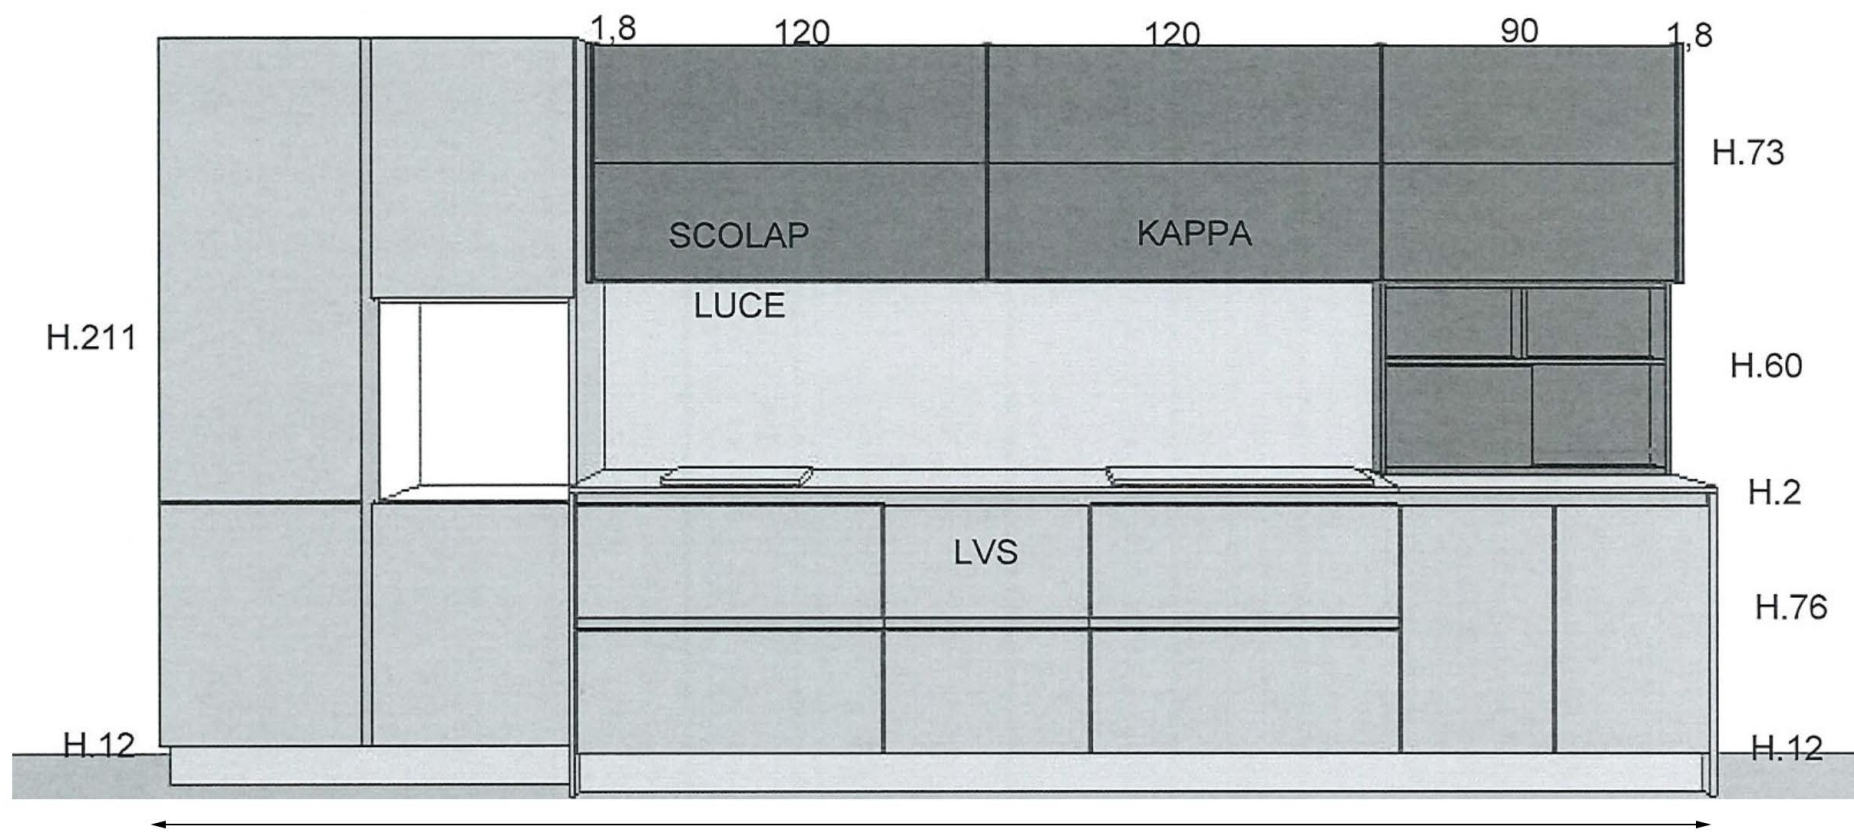 1,8 120 120 90 1,8
H.73
SCOLAP KAPPA
LUCE
H.211
H.60
H.2
LVS
H.76
H.12 H.12